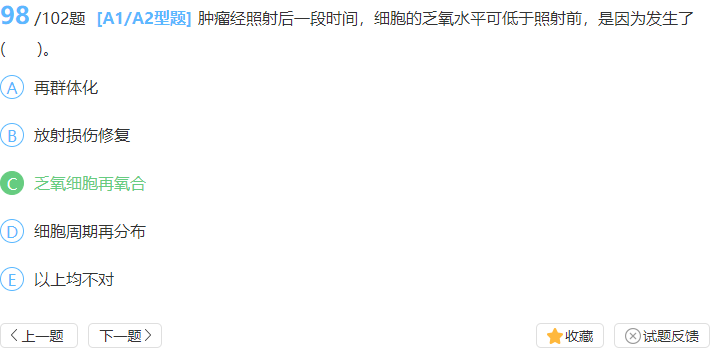 98 /102题 [A1/A2型题] 肿瘤经照射后一段时间，细胞的乏氧水平可低于照射前，是因为发生了
(　　)。
A 再群体化
B 放射损伤修复
C 乏氧细胞再氧合
D 细胞周期再分布
E 以上均不对
上一题 下一题 收藏 试题反馈